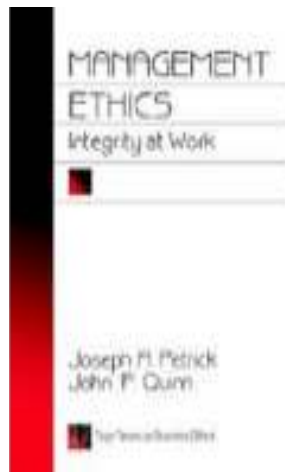 MANAGEMENT
ETHICS
Integrity at Work
Joseph A. Petrick
John F. Quinn